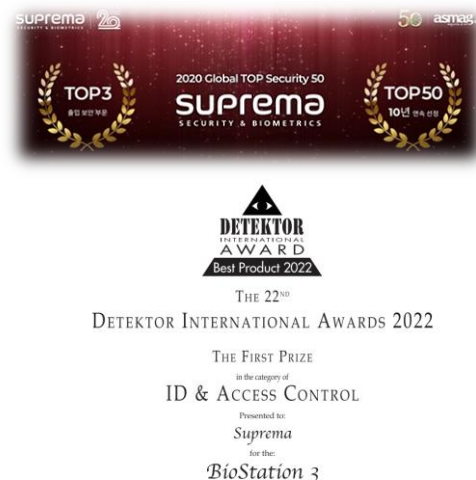 suprema
SECURITY & BIOMETRICS
20
50 asmag.
2020 Global TOP Security 50
TOP3
출입 보안 부문
suprema
SECURITY & BIOMETRICS
TOP50
10년 연속 선정
DETEKTOR
INTERNATIONAL
AWARD
Best Product 2022
THE 22ND
DETEKTOR INTERNATIONAL AWARDS 2022
THE FIRST PRIZE
in the category of
ID & ACCESS CONTROL
Presented to:
Suprema
for the:
BioStation 3